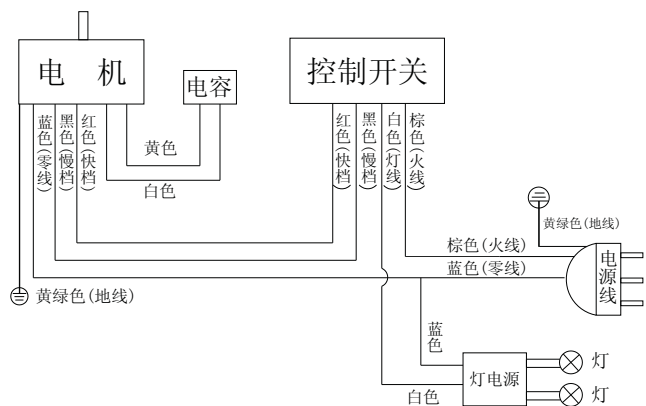 电 机
电容
控制开关
蓝色(零线)
黑色(慢档)
红色(快档)
黄色
白色
红色(快档)
黑色(慢档)
白色(灯线)
棕色(火线)
黄绿色(地线)
棕色(火线)
蓝色(零线)
电源线
黄绿色(地线)
蓝色
灯电源
白色
灯
灯